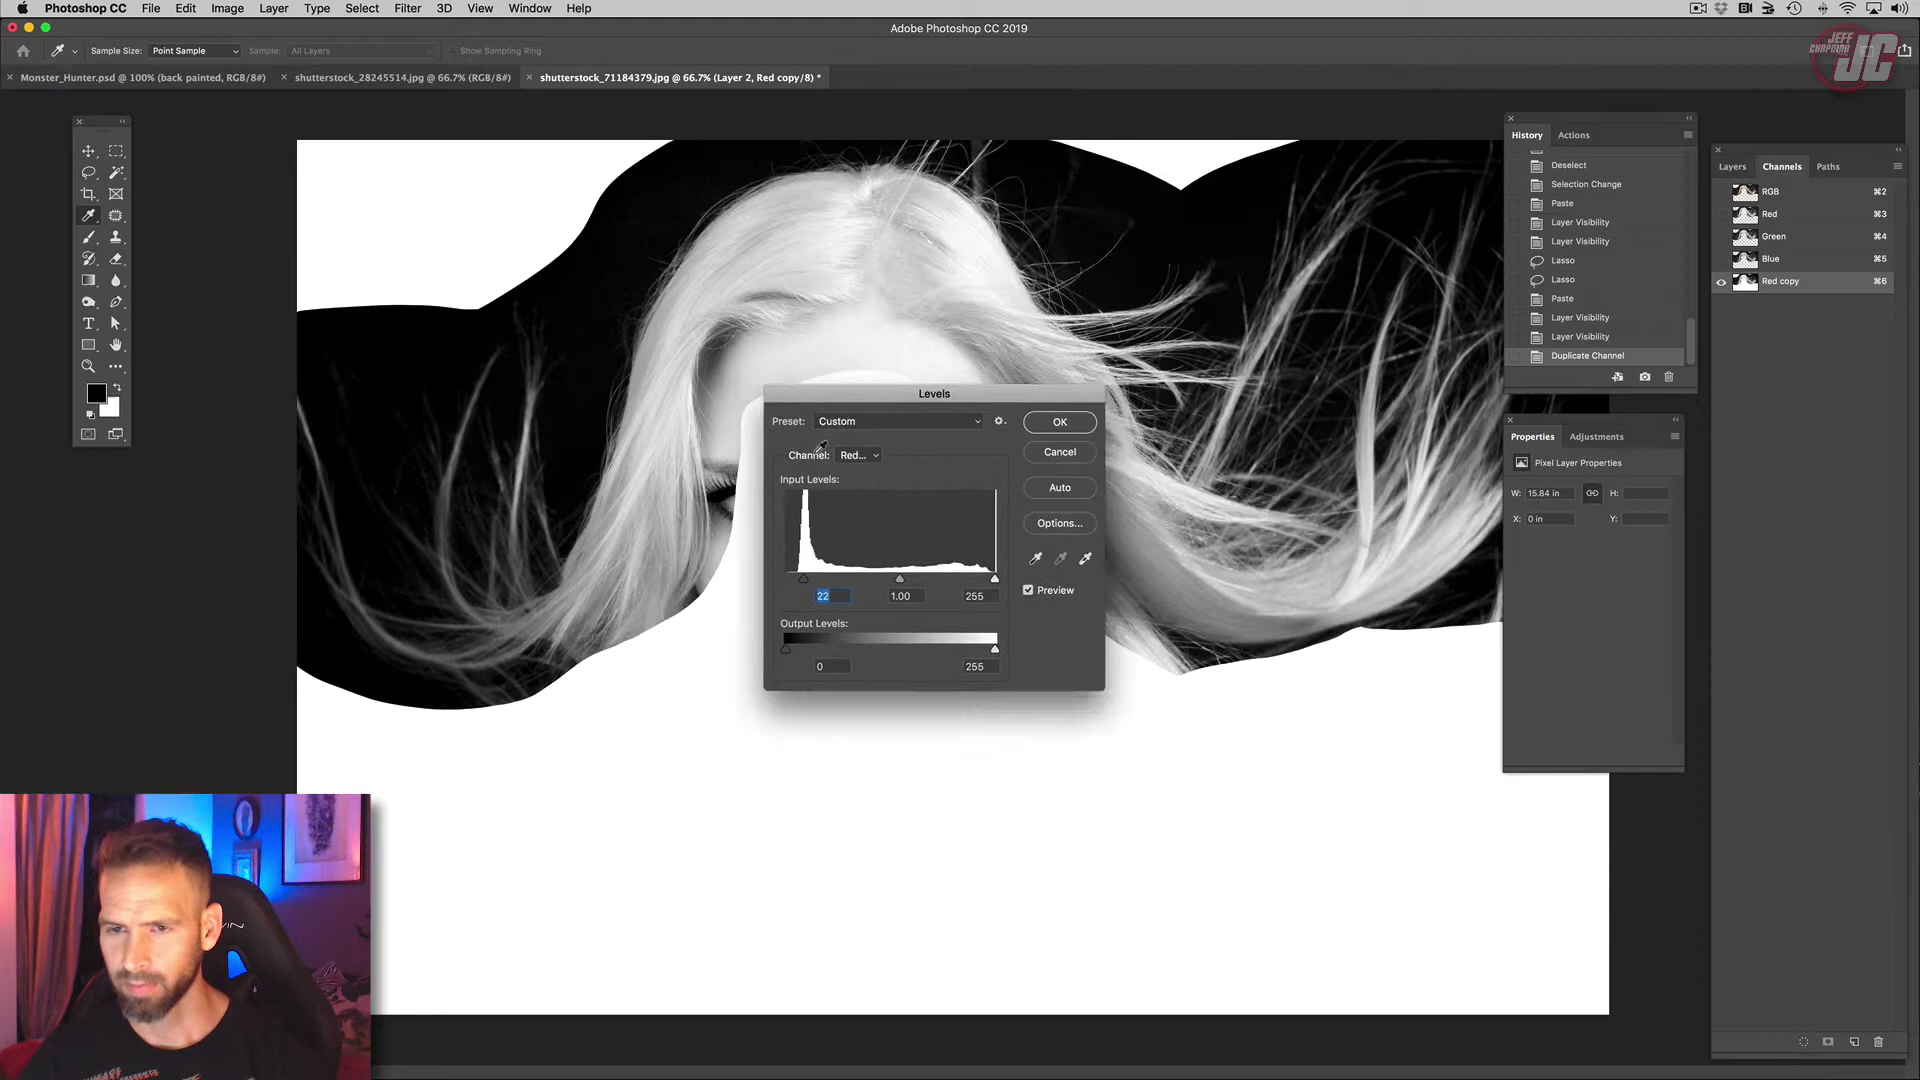 Photoshop CC File Edit Image Layer Type Select Filter 3D View Window Help
Adobe Photoshop CC 2019
Sample Size: Point Sample Sample: All Layers Show Sampling Ring
JEFF CHAPMAN JC
Monster_Hunter.psd @ 100% (back painted, RGB/8#) shutterstock_28245514.jpg @ 66.7% (RGB/8#) shutterstock_71184379.jpg @ 66.7% (Layer 2, Red copy/8) *
History Actions
Deselect
Selection Change
Paste
Layer Visibility
Layer Visibility
Lasso
Lasso
Paste
Layer Visibility
Layer Visibility
Duplicate Channel
Layers Channels Paths
RGB ⌘2
Red ⌘3
Green ⌘4
Blue ⌘5
Red copy ⌘6
Levels
Preset: Custom
Channel: Red...
Input Levels:
22 1.00 255
Output Levels:
0 255
OK
Cancel
Auto
Options...
Preview
Properties Adjustments
Pixel Layer Properties
W: 15.84 in H:
X: 0 in Y: